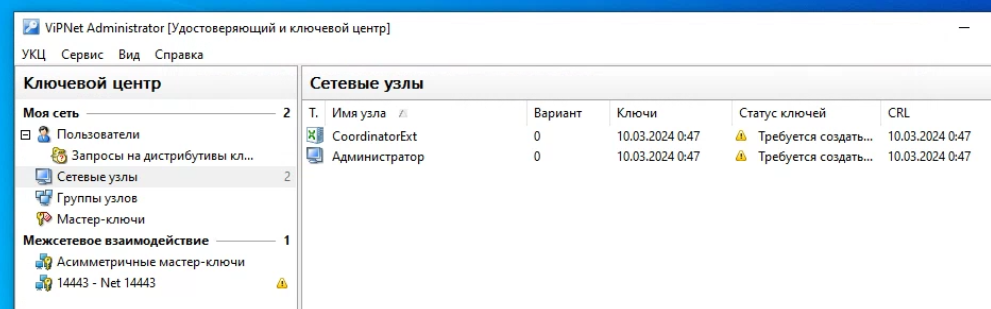 ViPNet Administrator [Удостоверяющий и ключевой центр]
УКЦ Сервис Вид Справка
Ключевой центр
Моя сеть 2
Пользователи
Запросы на дистрибутивы кл...
Сетевые узлы 2
Группы узлов
Мастер-ключи
Межсетевое взаимодействие 1
Асимметричные мастер-ключи
14443 - Net 14443
Сетевые узлы
Т. Имя узла Вариант Ключи Статус ключей CRL
CoordinatorExt 0 10.03.2024 0:47 Требуется создать... 10.03.2024 0:47
Администратор 0 10.03.2024 0:47 Требуется создать... 10.03.2024 0:47